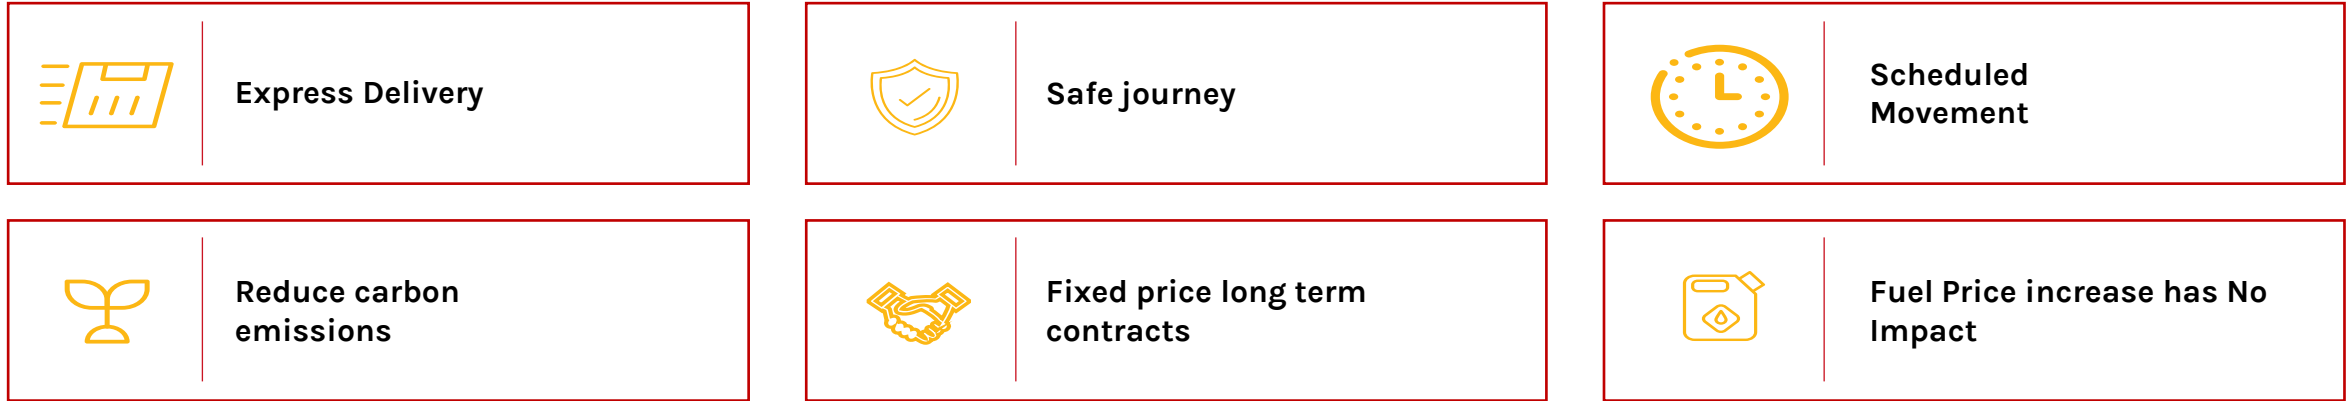 Express Delivery
Safe journey
Scheduled
Movement
Reduce carbon
emissions
Fixed price long term
contracts
Fuel Price increase has No
Impact